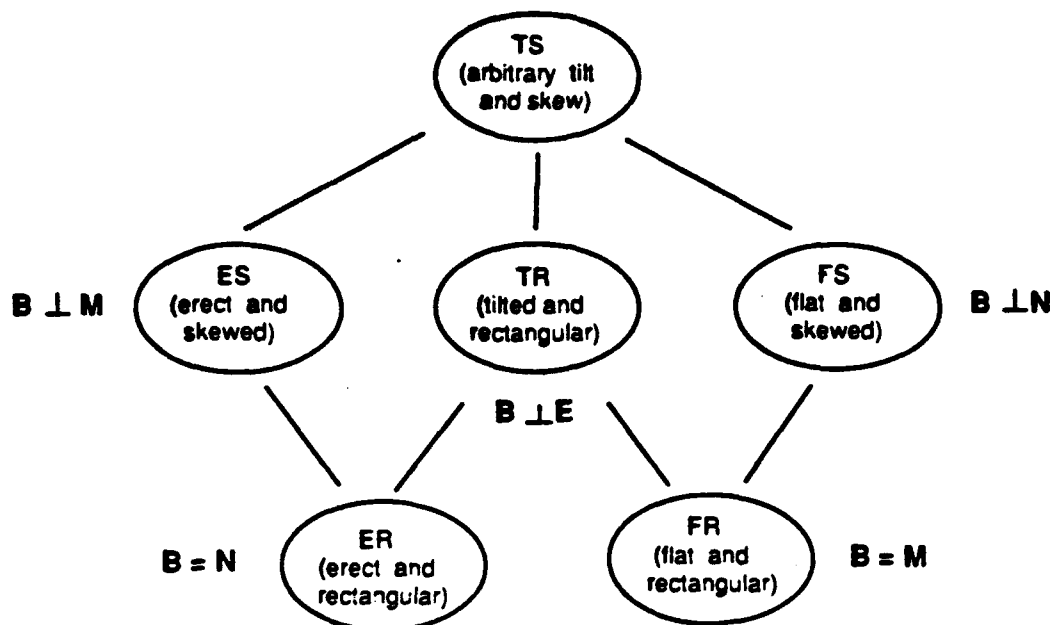 TS
(arbitrary tilt
and skew)
B ⊥ M
ES
(erect and
skewed)
TR
(tilted and
rectangular)
FS
(flat and
skewed)
B ⊥N
B ⊥E
B = N
ER
(erect and
rectangular)
FR
(flat and
rectangular)
B = M